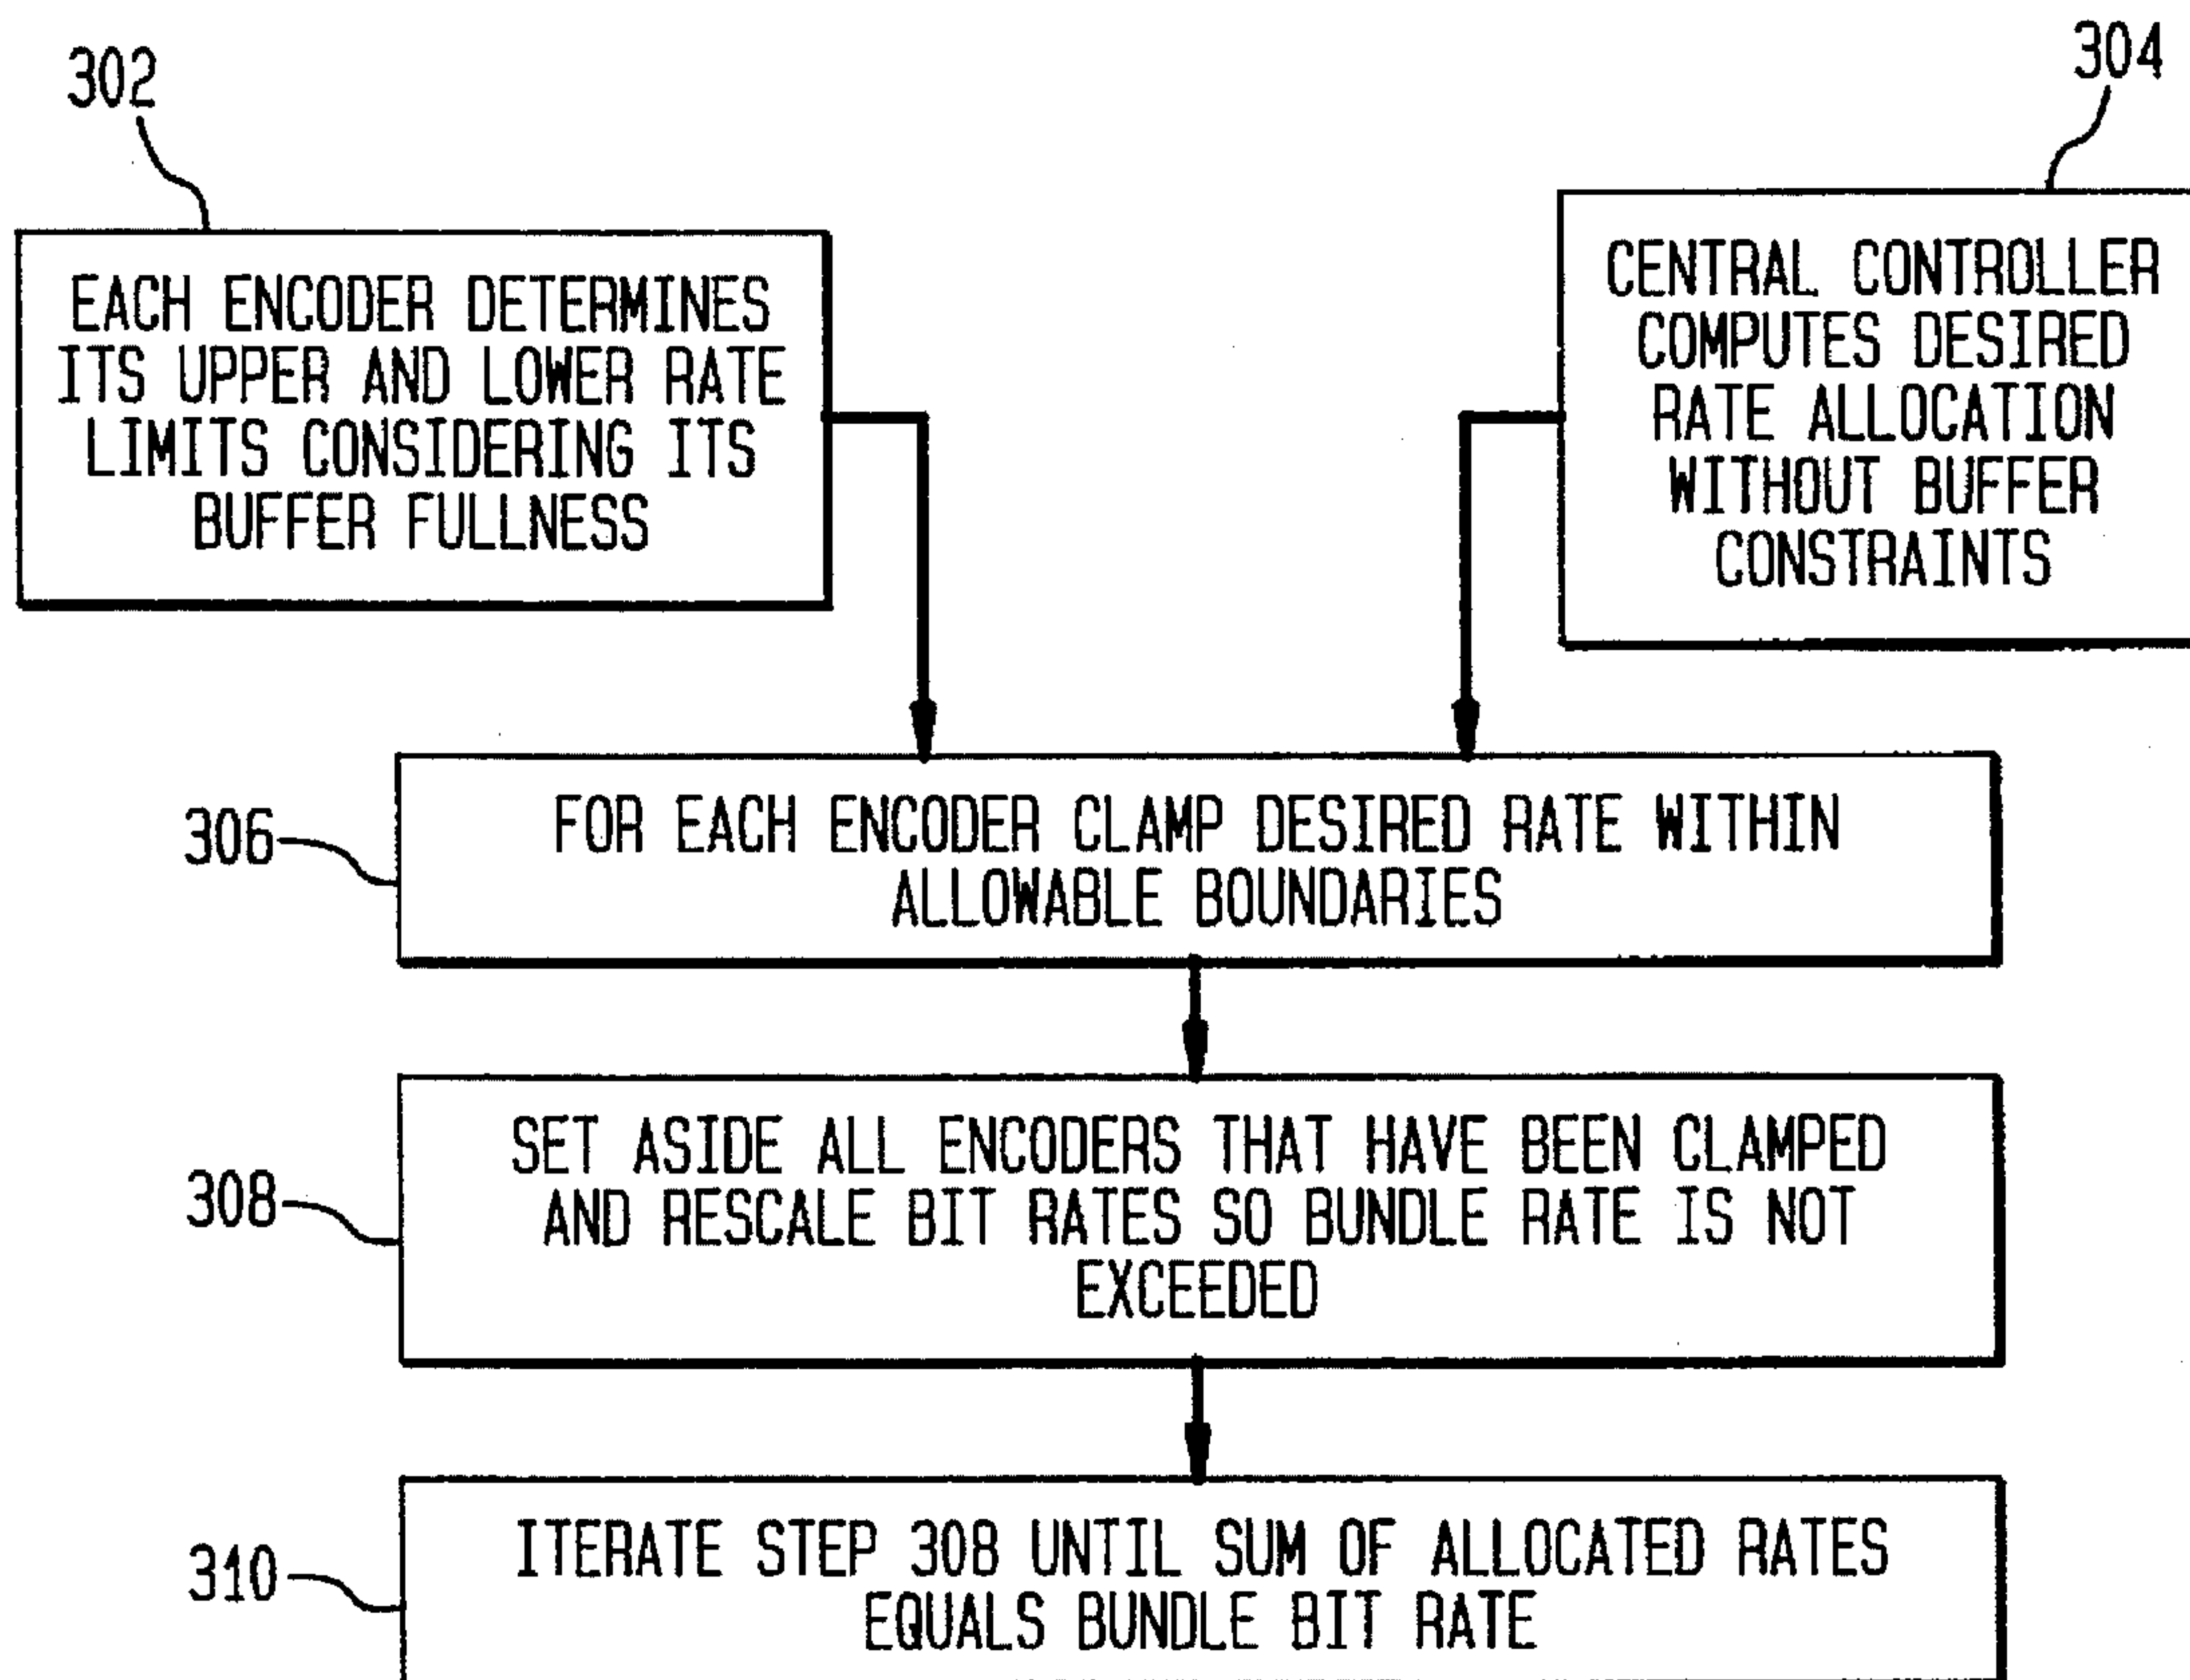 302
304
EACH ENCODER DETERMINES
ITS UPPER AND LOWER RATE
LIMITS CONSIDERING ITS
BUFFER FULLNESS
CENTRAL CONTROLLER
COMPUTES DESIRED
RATE ALLOCATION
WITHOUT BUFFER
CONSTRAINTS
306
FOR EACH ENCODER CLAMP DESIRED RATE WITHIN
ALLOWABLE BOUNDARIES
308
SET ASIDE ALL ENCODERS THAT HAVE BEEN CLAMPED
AND RESCALE BIT RATES SO BUNDLE RATE IS NOT
EXCEEDED
310
ITERATE STEP 308 UNTIL SUM OF ALLOCATED RATES
EQUALS BUNDLE BIT RATE